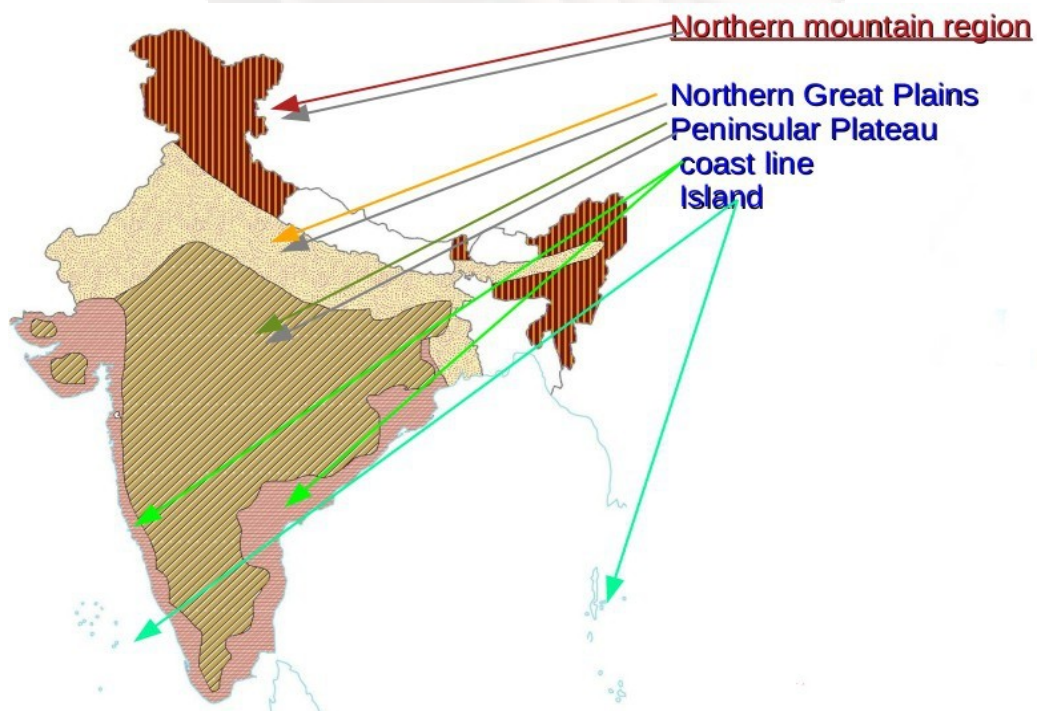 Northern mountain region
Northern Great Plains
Peninsular Plateau
coast line
Island